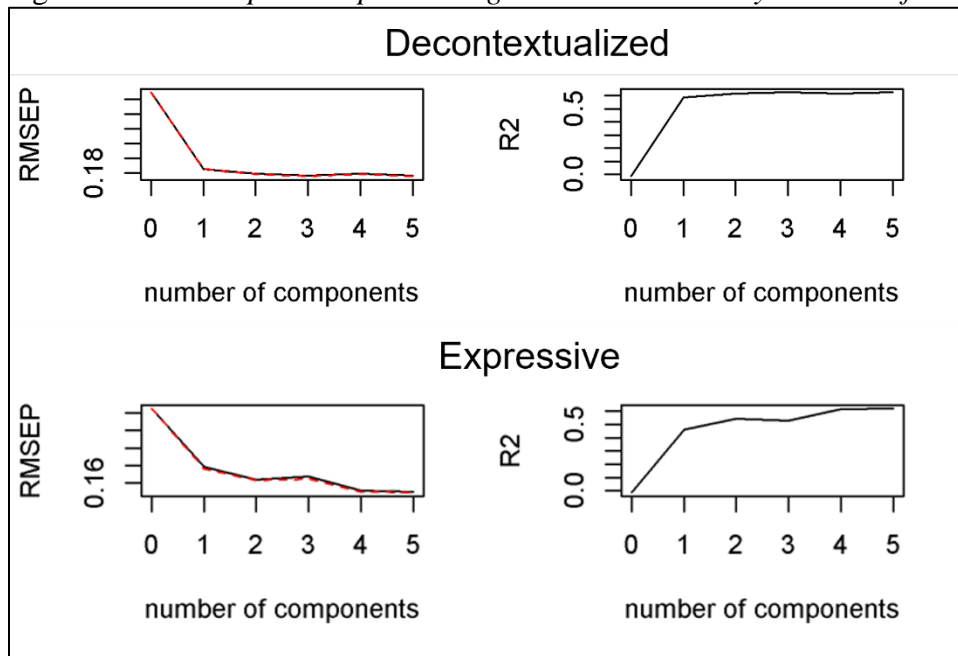 Decontextualized
RMSEP
0.18
0 1 2 3 4 5
number of components
R2
0.0 0.5
0 1 2 3 4 5
number of components
Expressive
RMSEP
0.16
0 1 2 3 4 5
number of components
R2
0.0 0.5
0 1 2 3 4 5
number of components